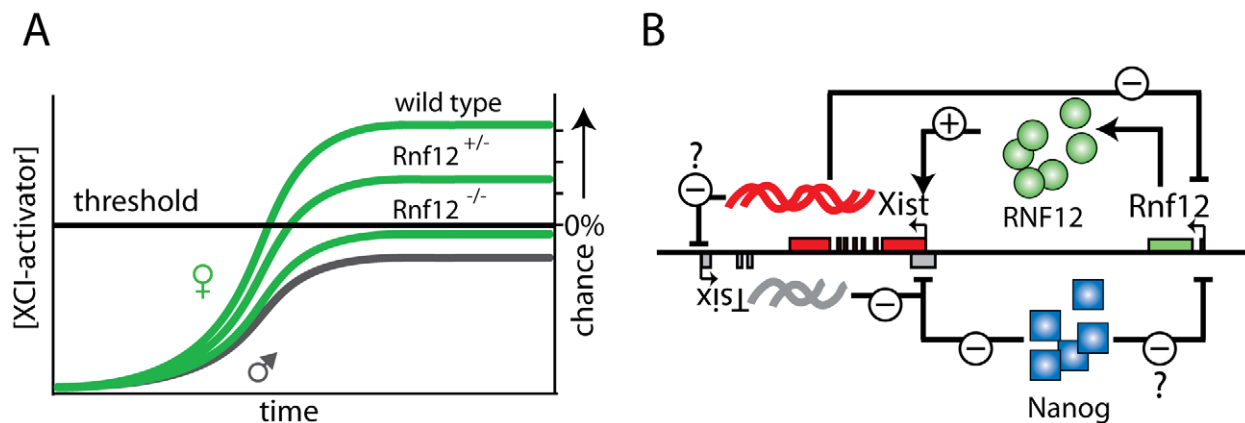 A
[XCI-activator]
wild type
Rnf12 +/-
Rnf12 -/-
threshold
0%
chance
♀
♂
time
B
−
+
?
−
Xist
RNF12
Rnf12
Tsix
−
−
−
?
Nanog